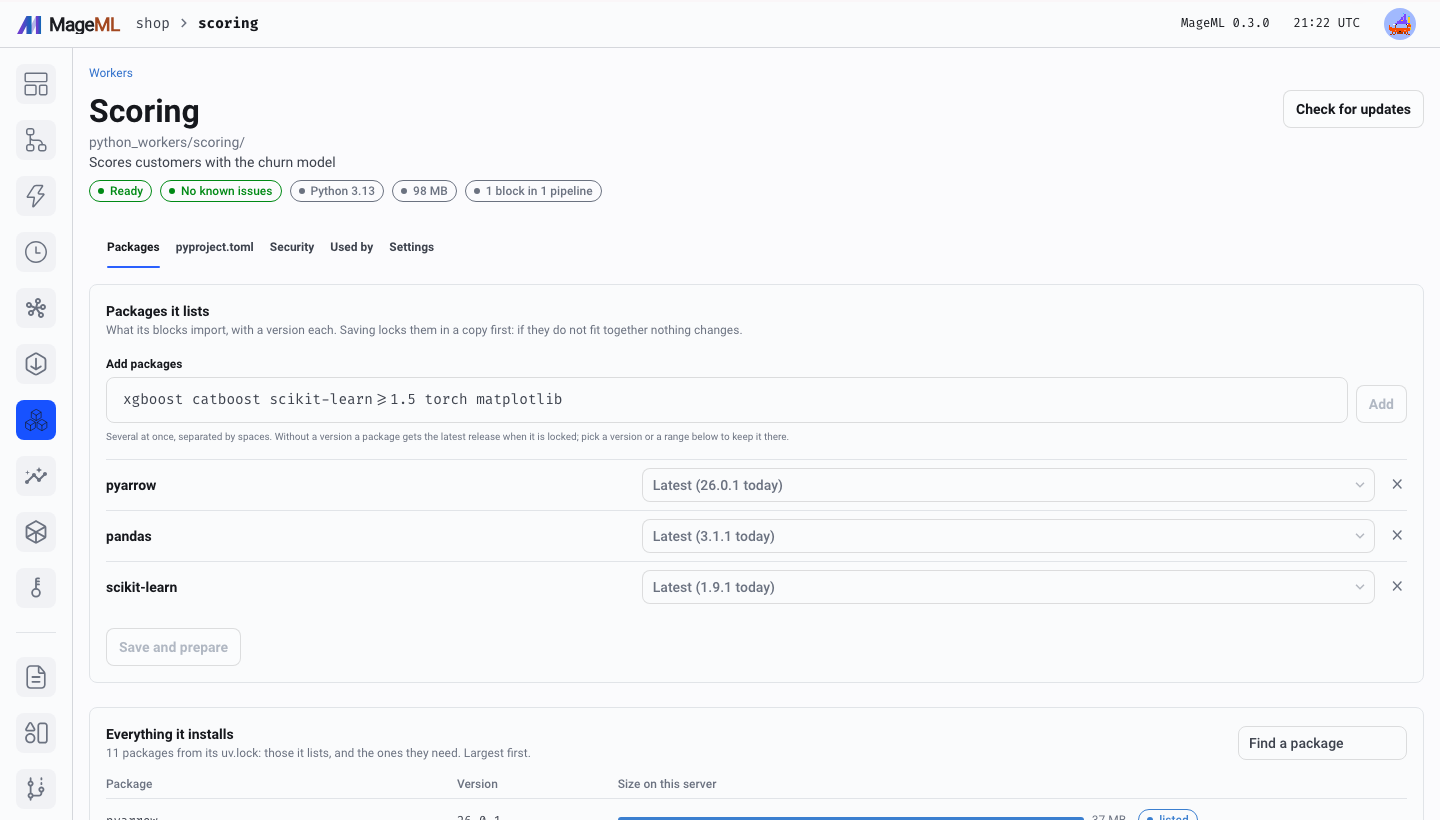 MageML shop > scoring MageML 0.3.0 21:22 UTC
Workers
Scoring
Check for updates
python_workers/scoring/
Scores customers with the churn model
Ready No known issues Python 3.13 98 MB 1 block in 1 pipeline
Packages pyproject.toml Security Used by Settings
Packages it lists
What its blocks import, with a version each. Saving locks them in a copy first: if they do not fit together nothing changes.
Add packages
xgboost catboost scikit-learn>=1.5 torch matplotlib Add
Several at once, separated by spaces. Without a version a package gets the latest release when it is locked; pick a version or a range below to keep it there.
pyarrow Latest (26.0.1 today)
pandas Latest (3.1.1 today)
scikit-learn Latest (1.9.1 today)
Save and prepare
Everything it installs
Find a package
11 packages from its uv.lock: those it lists, and the ones they need. Largest first.
Package Version Size on this server
pyarrow 26.0.1 37 MB listed